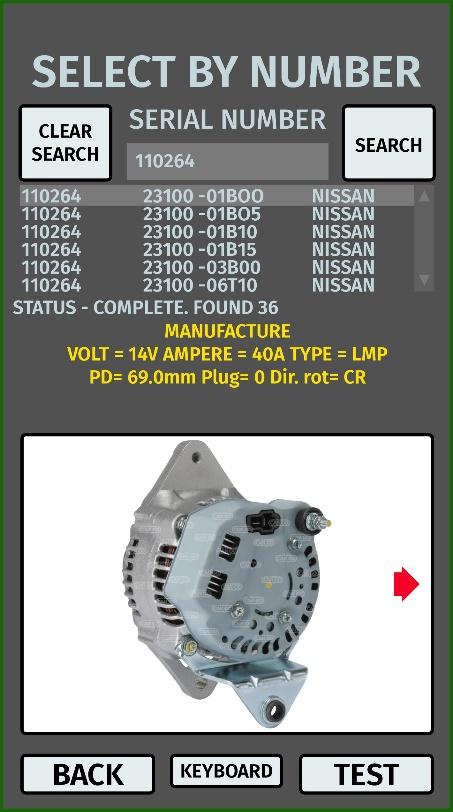 SELECT BY NUMBER
CLEAR
SEARCH
SERIAL NUMBER
110264
SEARCH
110264 23100 -01BOO NISSAN
110264 23100 -01BO5 NISSAN
110264 23100 -01B10 NISSAN
110264 23100 -01B15 NISSAN
110264 23100 -03B00 NISSAN
110264 23100 -06T10 NISSAN
STATUS - COMPLETE. FOUND 36
MANUFACTURE
VOLT = 14V AMPERE = 40A TYPE = LMP
PD= 69.0mm Plug= 0 Dir. rot= CR
BACK
KEYBOARD
TEST